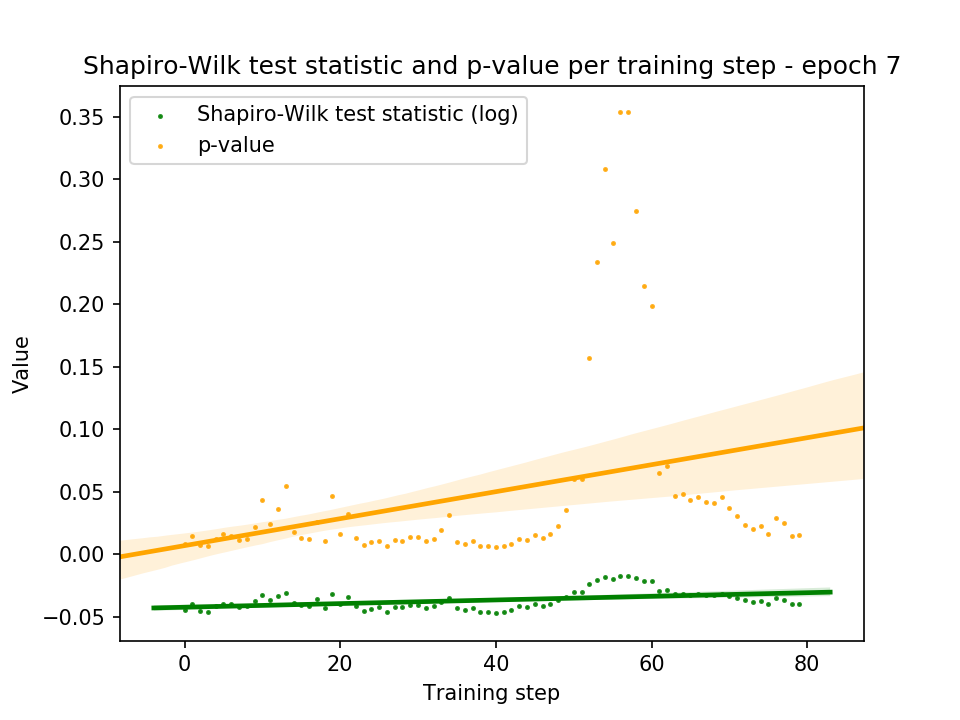 Shapiro-Wilk test statistic and p-value per training step - epoch 7
Shapiro-Wilk test statistic (log)
p-value
0.35
0.30
0.25
0.20
0.15
0.10
0.05
0.00
−0.05
Value
0 20 40 60 80
Training step